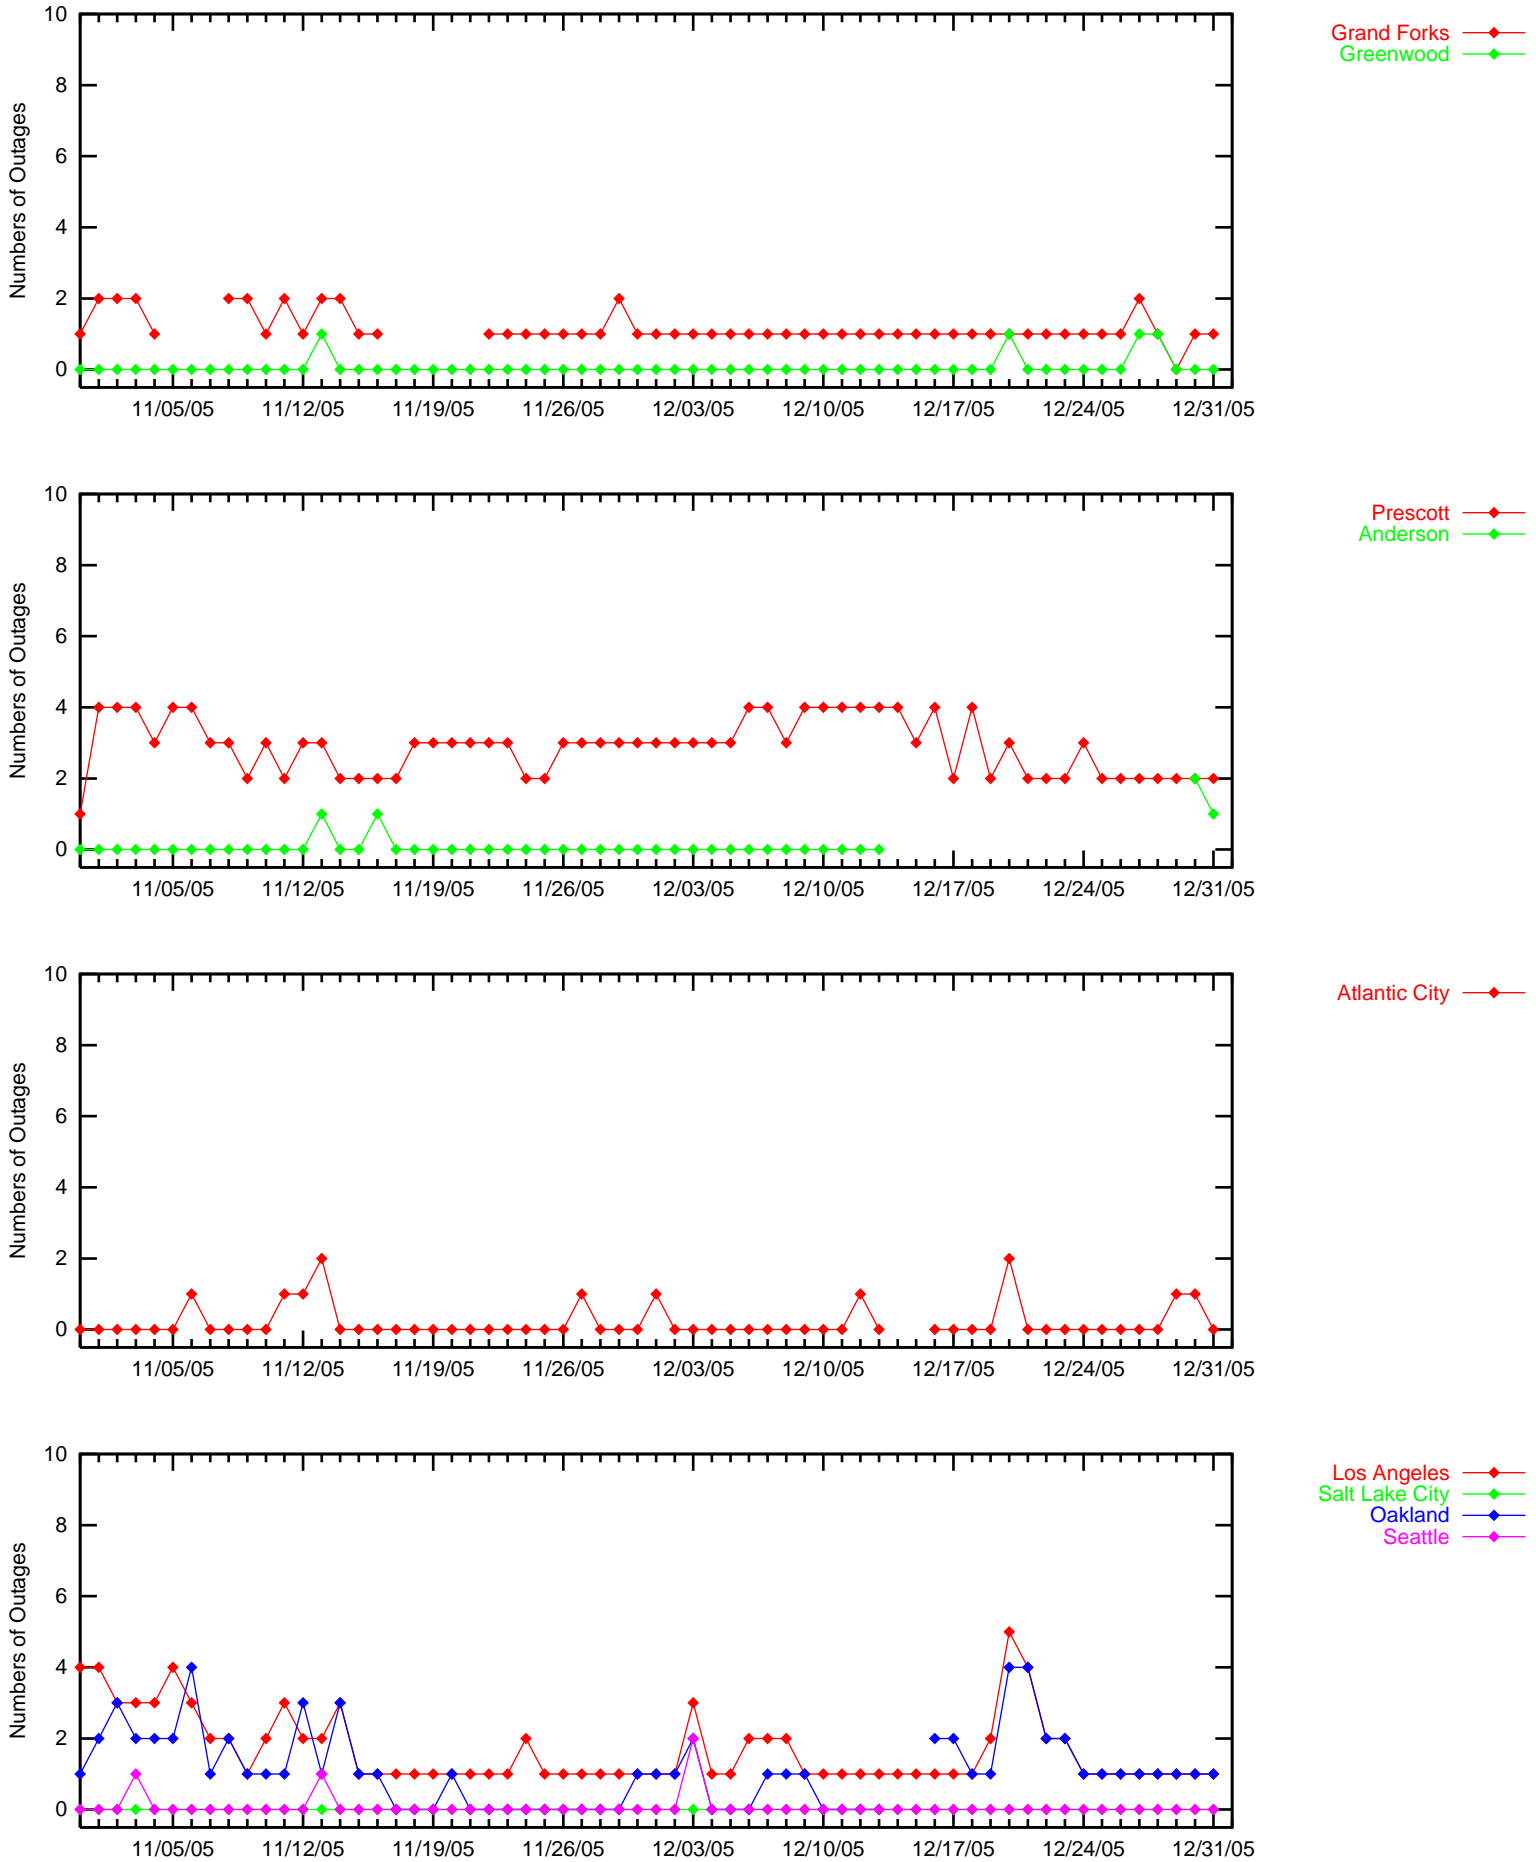 10
8
6
4
2
0
Numbers of Outages
11/05/05 11/12/05 11/19/05 11/26/05 12/03/05 12/10/05 12/17/05 12/24/05 12/31/05
Grand Forks
Greenwood
10
8
6
4
2
0
Numbers of Outages
11/05/05 11/12/05 11/19/05 11/26/05 12/03/05 12/10/05 12/17/05 12/24/05 12/31/05
Prescott
Anderson
10
8
6
4
2
0
Numbers of Outages
11/05/05 11/12/05 11/19/05 11/26/05 12/03/05 12/10/05 12/17/05 12/24/05 12/31/05
Atlantic City
10
8
6
4
2
0
Numbers of Outages
11/05/05 11/12/05 11/19/05 11/26/05 12/03/05 12/10/05 12/17/05 12/24/05 12/31/05
Los Angeles
Salt Lake City
Oakland
Seattle